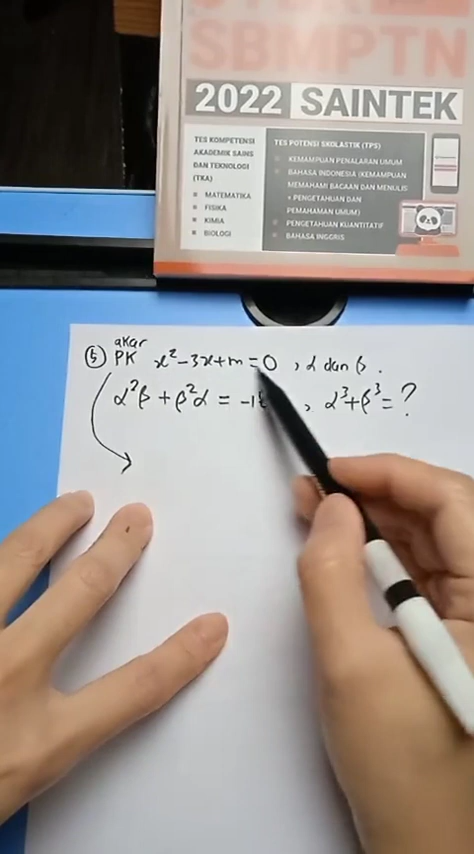 SBMPTN
2022 SAINTEK
TES KOMPETENSI
AKADEMIK SAINS
DAN TEKNOLOGI
(TKA)
MATEMATIKA
FISIKA
KIMIA
BIOLOGI
TES POTENSI SKOLASTIK (TPS)
KEMAMPUAN PENALARAN UMUM
BAHASA INDONESIA (KEMAMPUAN
MEMAHAMI BACAAN DAN MENULIS
+ PENGETAHUAN DAN
PEMAHAMAN UMUM)
PENGETAHUAN KUANTITATIF
BAHASA INGGRIS
akar
⑤ PK x²-3x+m=0 , α dan β.
α²β + β²α = -1 , α³+β³= ?